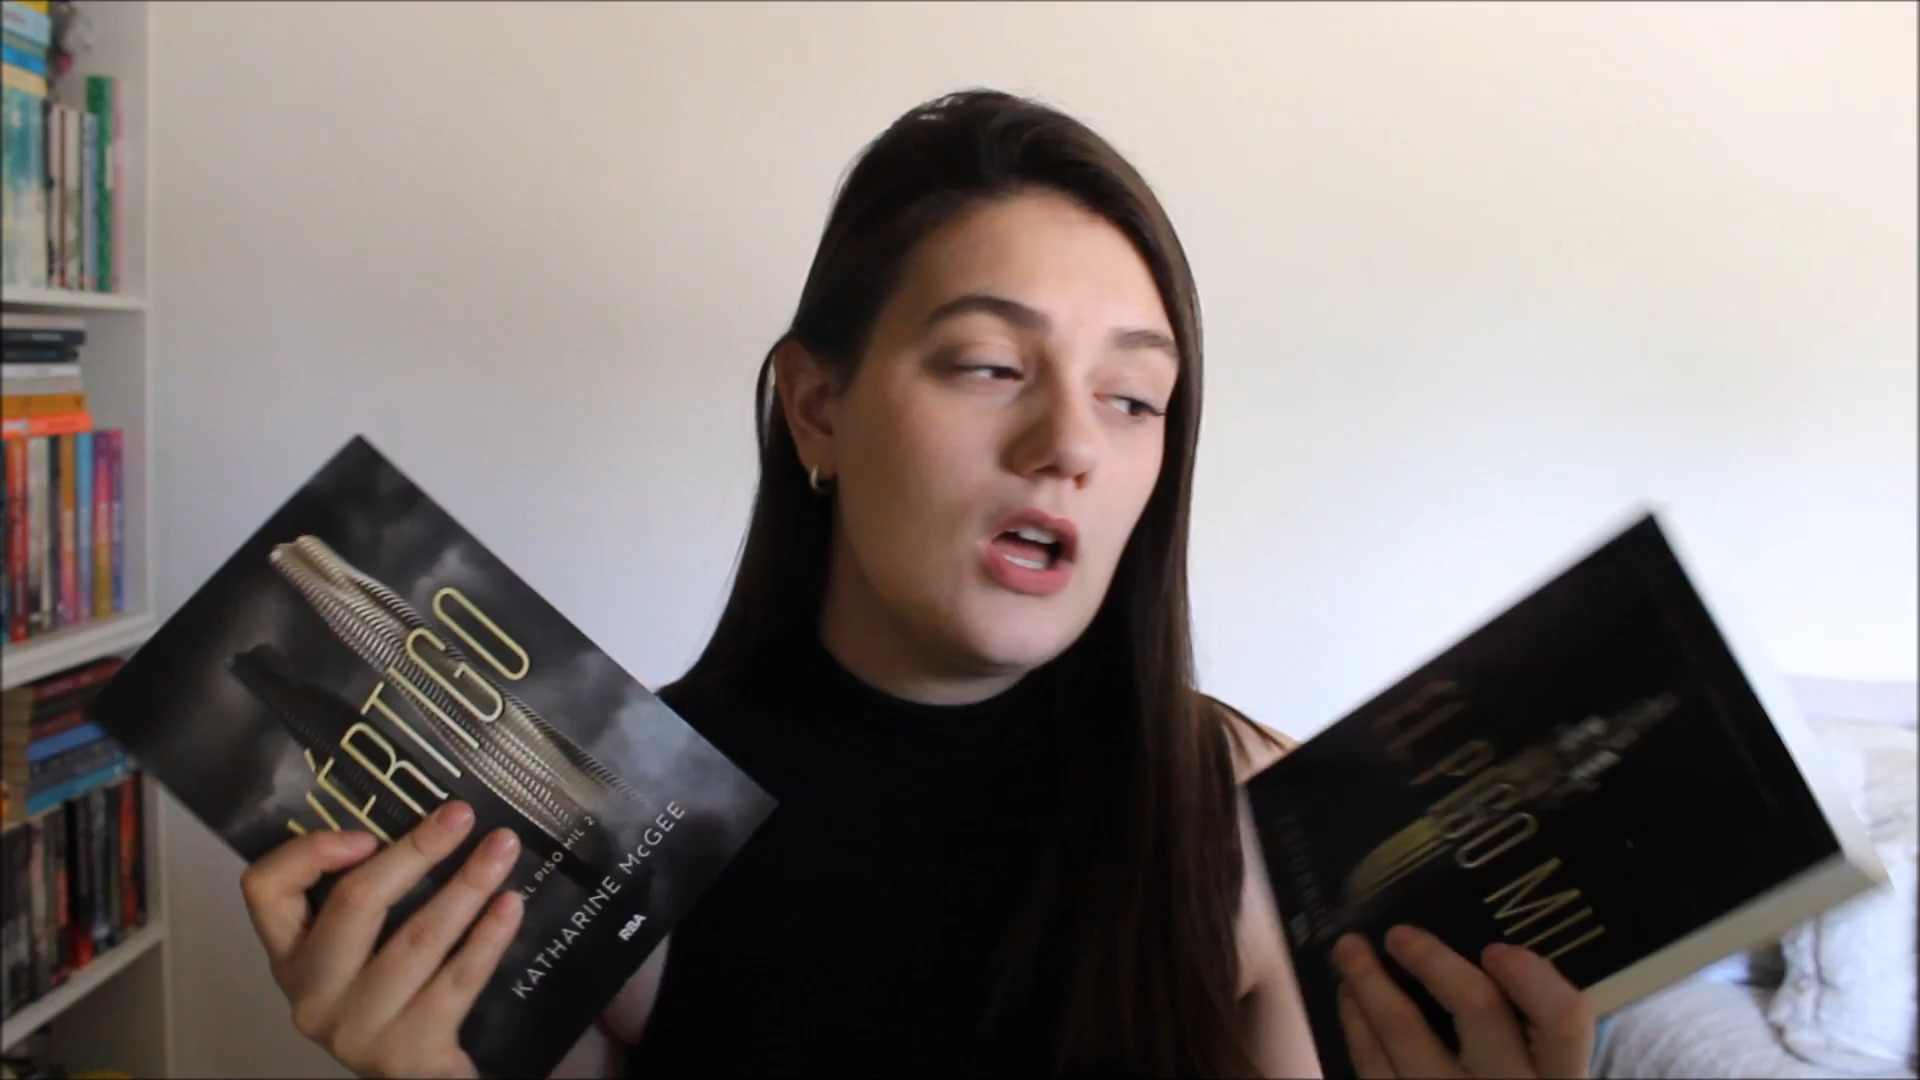 VÉRTIGO
EL PISO MIL 2
KATHARINE McGEE
RBA
EL PISO MIL